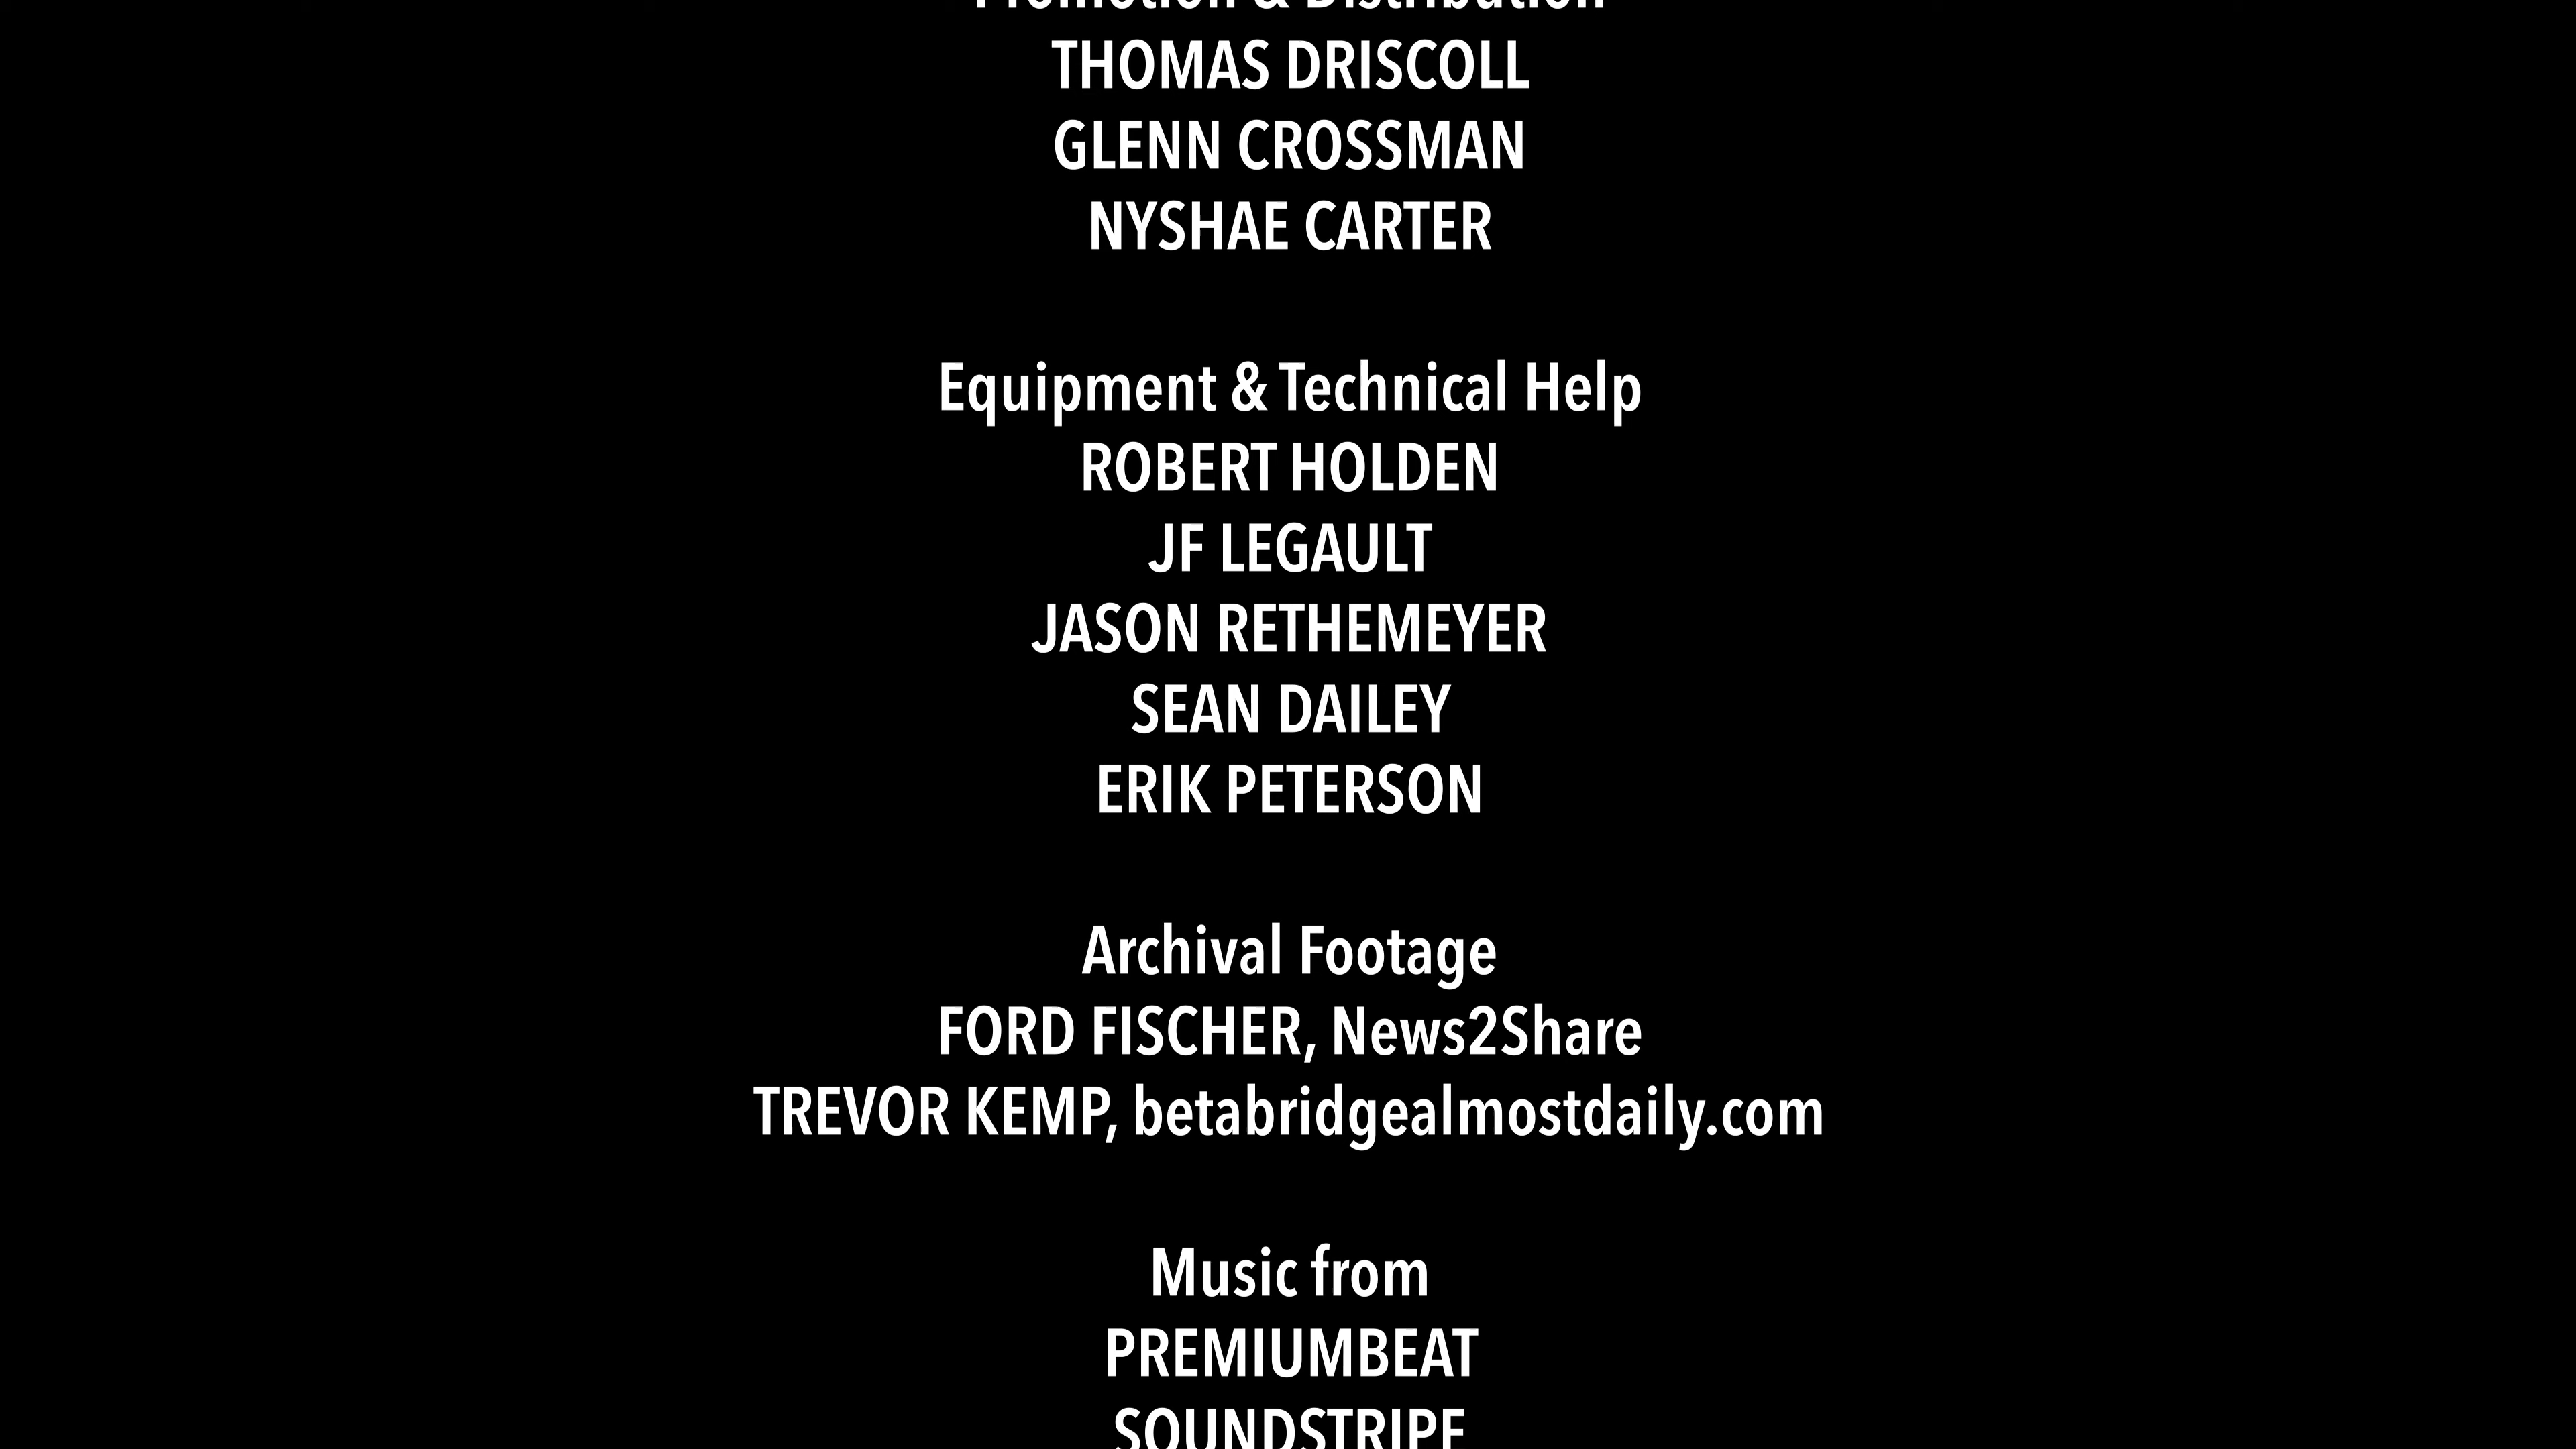 Promotion & Distribution
THOMAS DRISCOLL
GLENN CROSSMAN
NYSHAE CARTER
Equipment & Technical Help
ROBERT HOLDEN
JF LEGAULT
JASON RETHEMEYER
SEAN DAILEY
ERIK PETERSON
Archival Footage
FORD FISCHER, News2Share
TREVOR KEMP, betabridgealmostdaily.com
Music from
PREMIUMBEAT
SOUNDSTRIPE